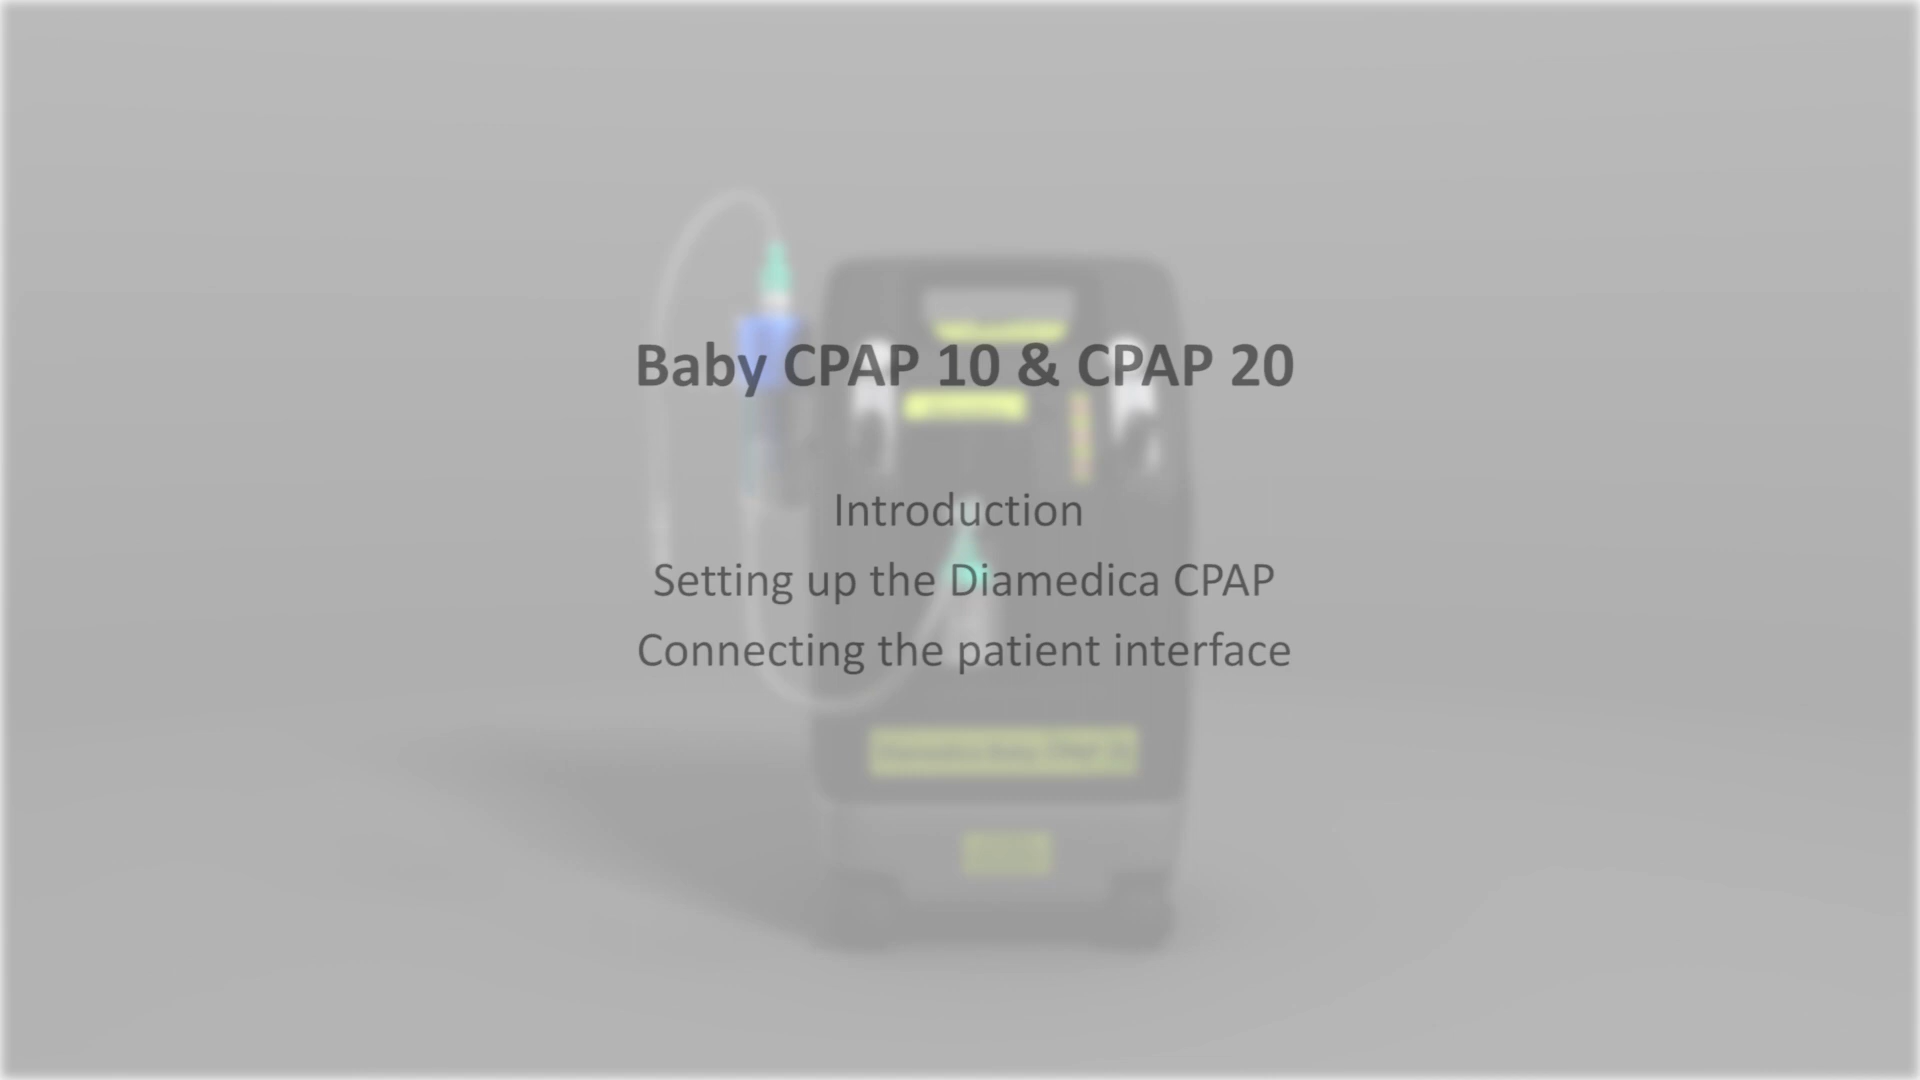 Baby CPAP 10 & CPAP 20
Introduction
Setting up the Diamedica CPAP
Connecting the patient interface